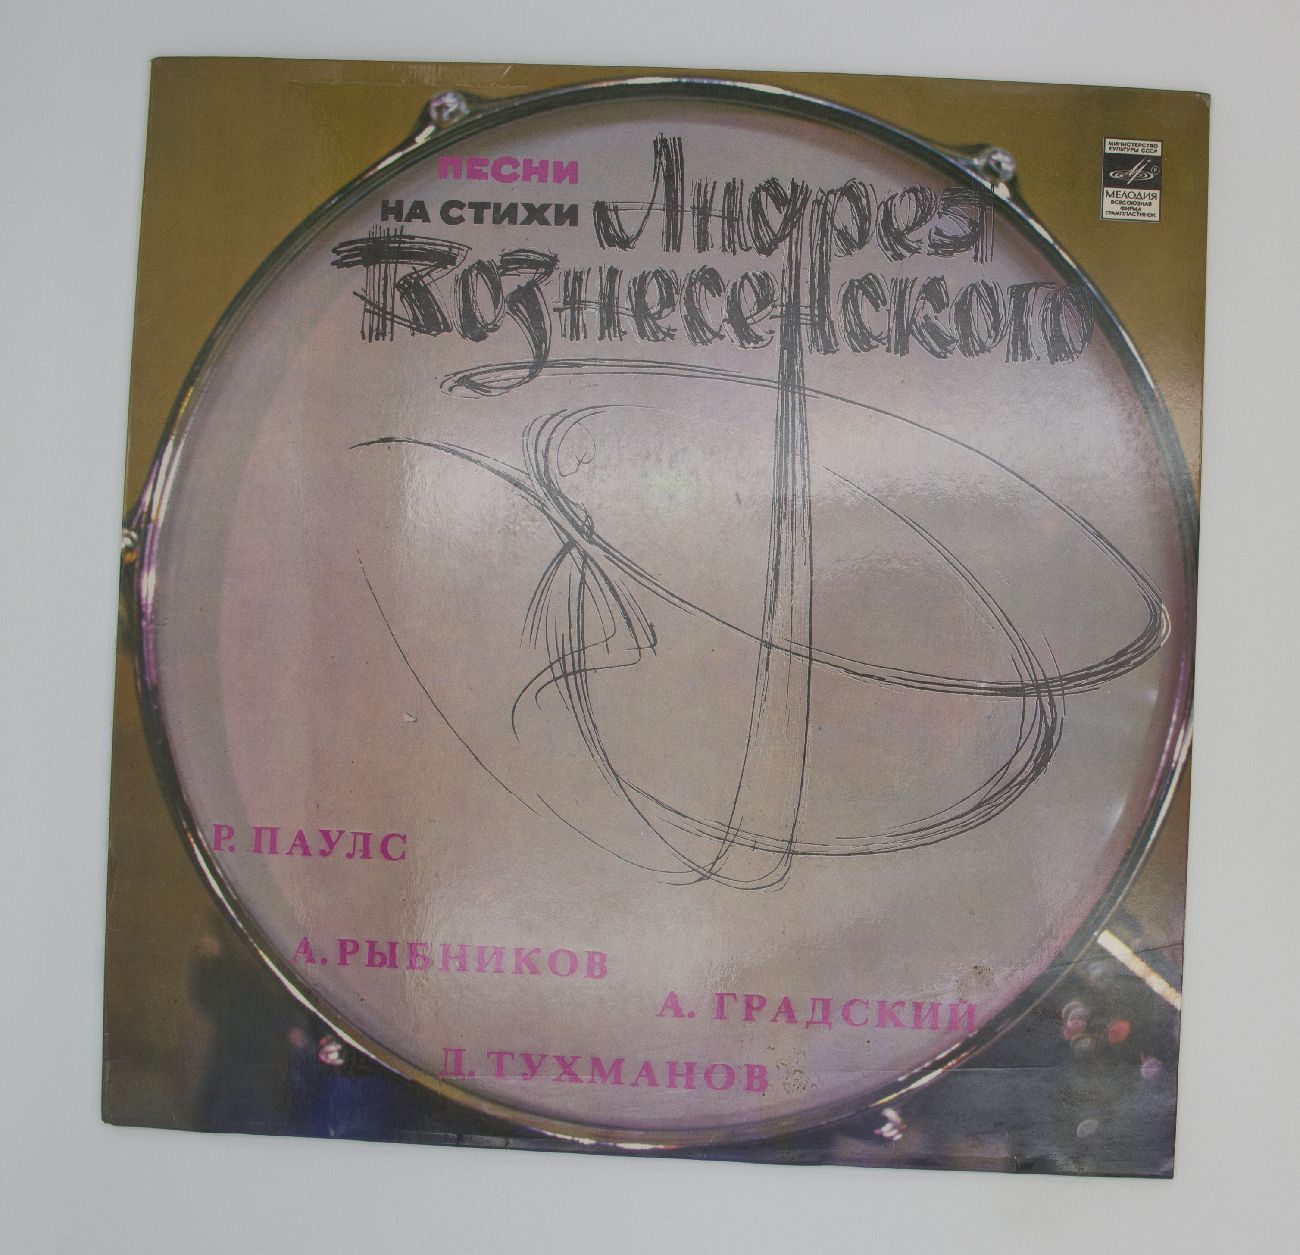 ПЕСНИ
НА СТИХИ Андрея
Вознесенского
МИНИСТЕРСТВО
КУЛЬТУРЫ СССР
МЕЛОДИЯ
ВСЕСОЮЗНАЯ
ФИРМА
ГРАМПЛАСТИНОК
Р. ПАУЛС
А. РЫБНИКОВ
А. ГРАДСКИЙ
Д. ТУХМАНОВ